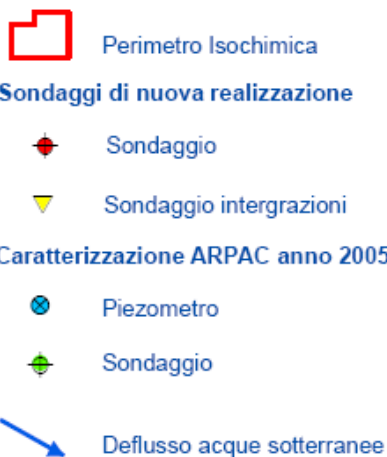 Perimetro Isochimica
Sondaggi di nuova realizzazione
Sondaggio
Sondaggio intergrazioni
Caratterizzazione ARPAC anno 2005
Piezometro
Sondaggio
Deflusso acque sotterranee